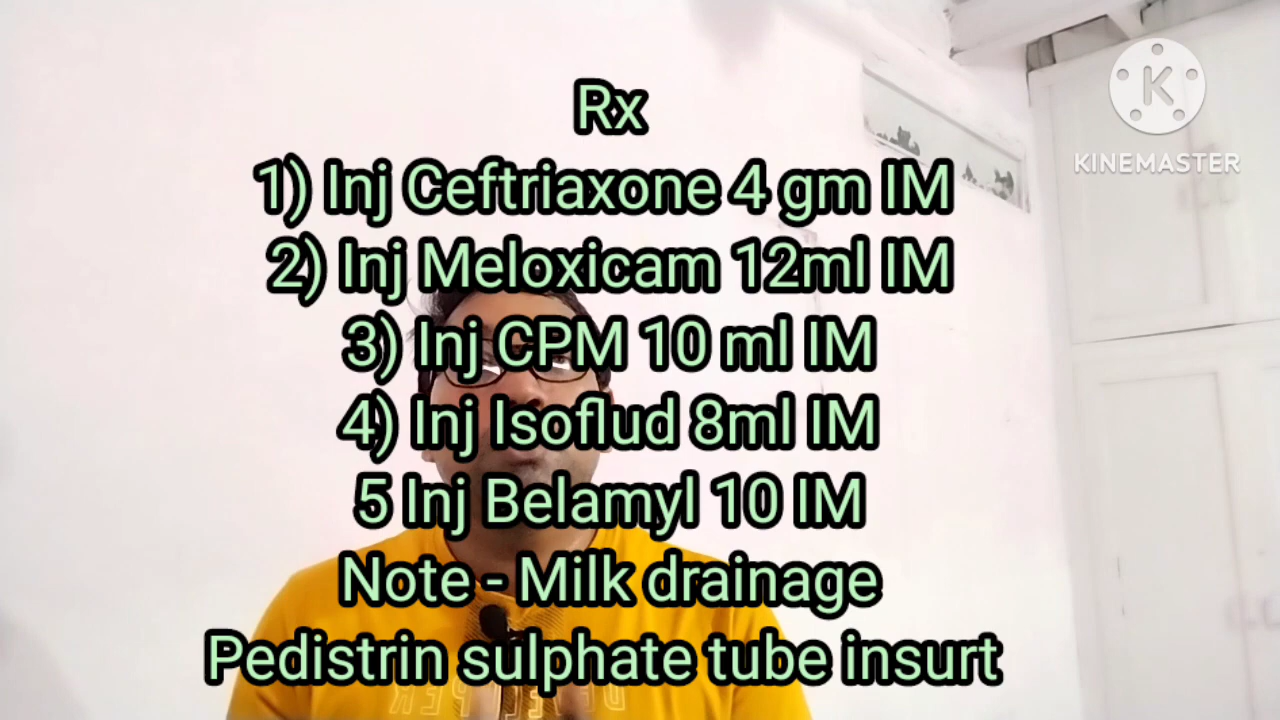 Rx
1) Inj Ceftriaxone 4 gm IM
2) Inj Meloxicam 12ml IM
3) Inj CPM 10 ml IM
4) Inj Isoflud 8ml IM
5 Inj Belamyl 10 IM
Note - Milk drainage
Pedistrin sulphate tube insurt
K
KINEMASTER